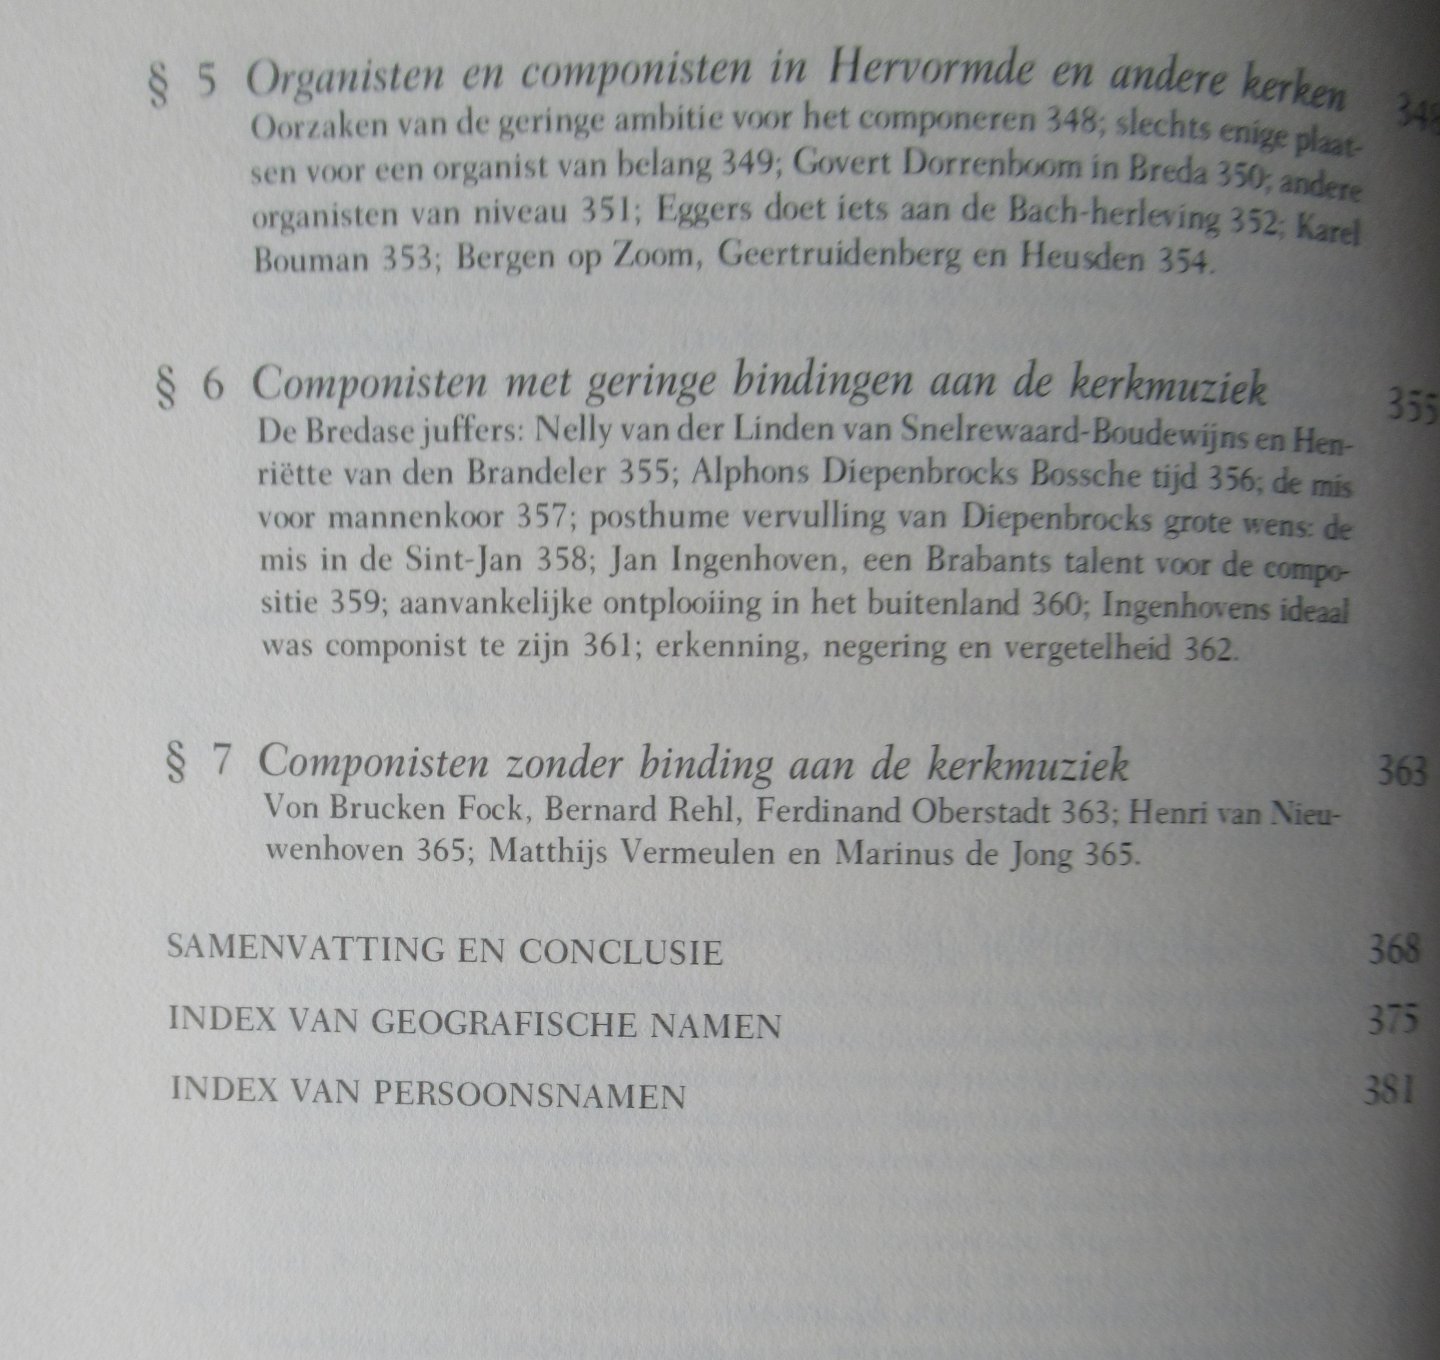 § 5 Organisten en componisten in Hervormde en andere kerken 348
Oorzaken van de geringe ambitie voor het componeren 348; slechts enige plaat-
sen voor een organist van belang 349; Govert Dorrenboom in Breda 350; andere
organisten van niveau 351; Eggers doet iets aan de Bach-herleving 352; Karel
Bouman 353; Bergen op Zoom, Geertruidenberg en Heusden 354.
§ 6 Componisten met geringe bindingen aan de kerkmuziek 355
De Bredase juffers: Nelly van der Linden van Snelrewaard-Boudewijns en Hen-
riëtte van den Brandeler 355; Alphons Diepenbrocks Bossche tijd 356; de mis
voor mannenkoor 357; posthume vervulling van Diepenbrocks grote wens: de
mis in de Sint-Jan 358; Jan Ingenhoven, een Brabants talent voor de compo-
sitie 359; aanvankelijke ontplooiing in het buitenland 360; Ingenhovens ideaal
was componist te zijn 361; erkenning, negering en vergetelheid 362.
§ 7 Componisten zonder binding aan de kerkmuziek 363
Von Brucken Fock, Bernard Rehl, Ferdinand Oberstadt 363; Henri van Nieu-
wenhoven 365; Matthijs Vermeulen en Marinus de Jong 365.
SAMENVATTING EN CONCLUSIE 368
INDEX VAN GEOGRAFISCHE NAMEN 375
INDEX VAN PERSOONSNAMEN 381